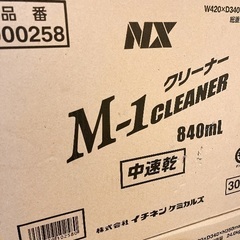 品 番
00258
W420×D340
NX
クリーナー
M-1 CLEANER
840mL
中速乾
30
株式会社 イチネンケミカルズ